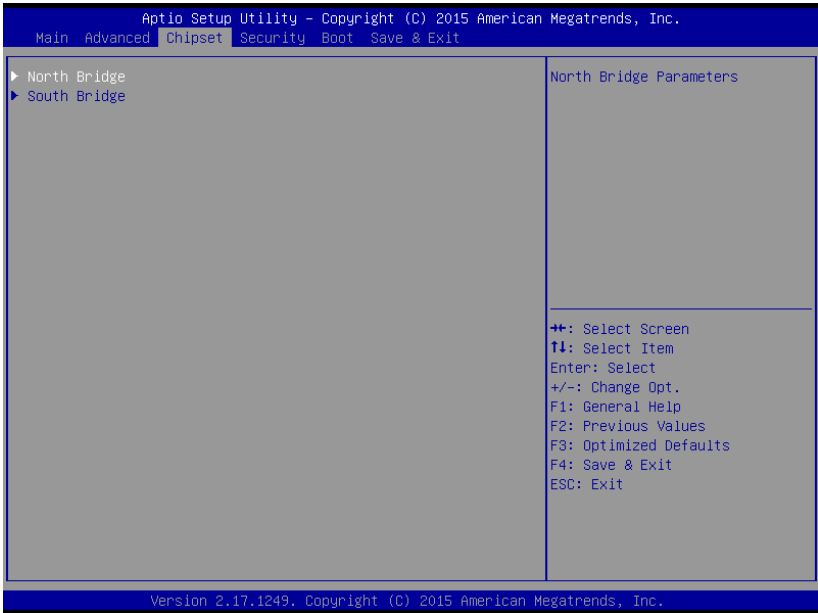 Aptio Setup Utility – Copyright (C) 2015 American Megatrends, Inc.
Main Advanced Chipset Security Boot Save & Exit
North Bridge
South Bridge
North Bridge Parameters
→←: Select Screen
↑↓: Select Item
Enter: Select
+/-: Change Opt.
F1: General Help
F2: Previous Values
F3: Optimized Defaults
F4: Save & Exit
ESC: Exit
Version 2.17.1249. Copyright (C) 2015 American Megatrends, Inc.